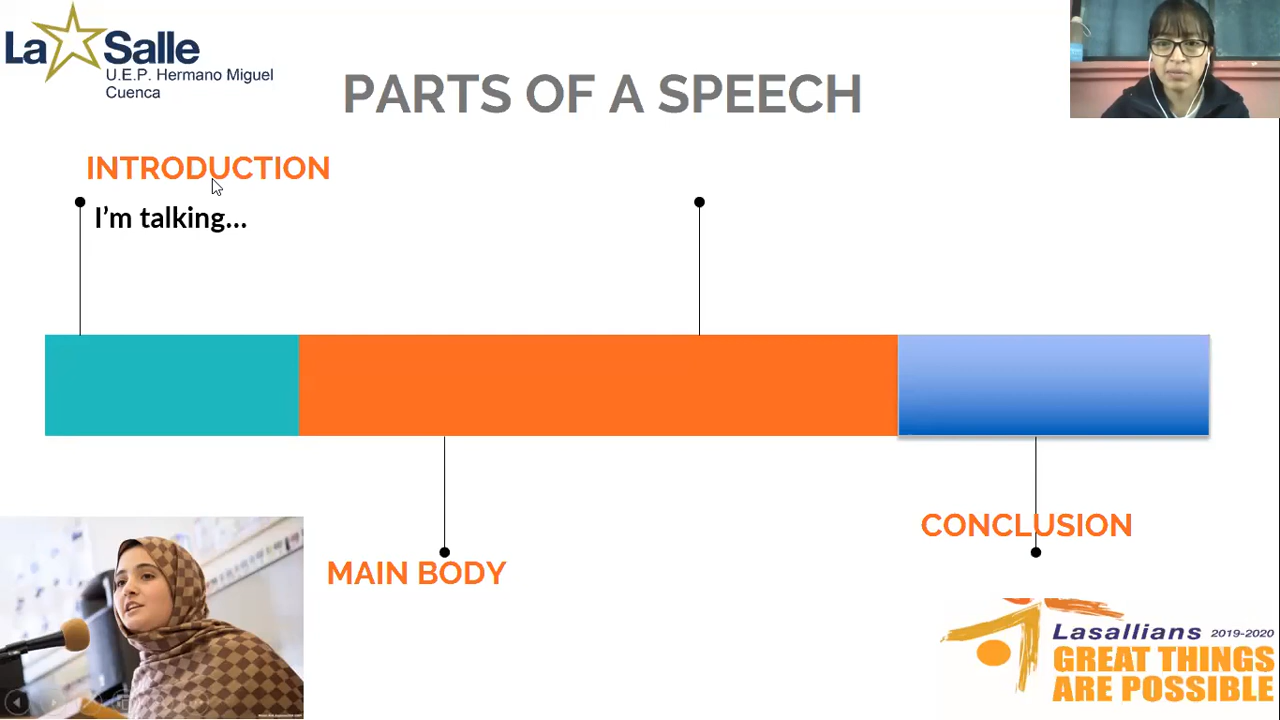 La Salle
U.E.P. Hermano Miguel
Cuenca
PARTS OF A SPEECH
INTRODUCTION
I'm talking...
MAIN BODY
CONCLUSION
Lasallians 2019-2020
GREAT THINGS
ARE POSSIBLE